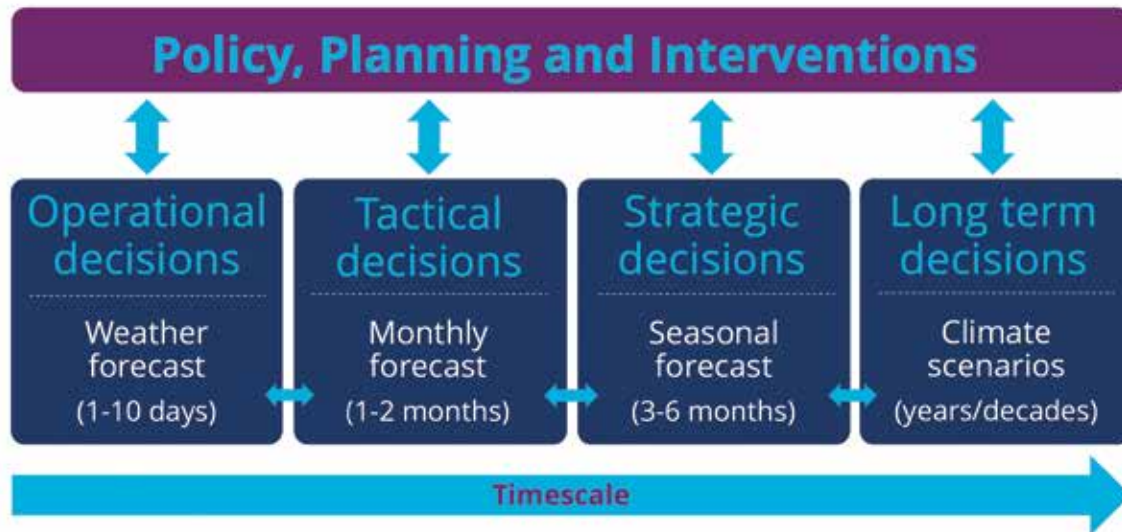 Policy, Planning and Interventions
Operational
decisions
Weather
forecast
(1-10 days)
Tactical
decisions
Monthly
forecast
(1-2 months)
Strategic
decisions
Seasonal
forecast
(3-6 months)
Long term
decisions
Climate
scenarios
(years/decades)
Timescale